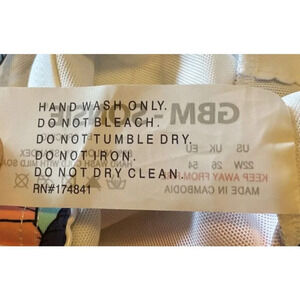 HAND WASH ONLY.
DO NOT BLEACH.
DO NOT TUMBLE DRY.
DO NOT IRON.
DO NOT DRY CLEAN.
RN#174841
GBM-
US UK EU
22W 26 54
KEEP AWAY FROM FIRE
MADE IN CAMBODIA